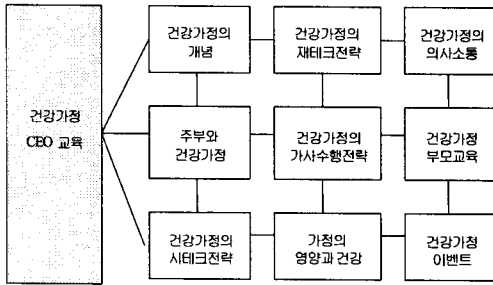 건강가정
CEO 교육
건강가정의
개념
건강가정의
재테크전략
건강가정의
의사소통
주부와
건강가정
건강가정의
가사수행전략
건강가정
부모교육
건강가정의
시테크전략
가정의
영양과 건강
건강가정
이벤트